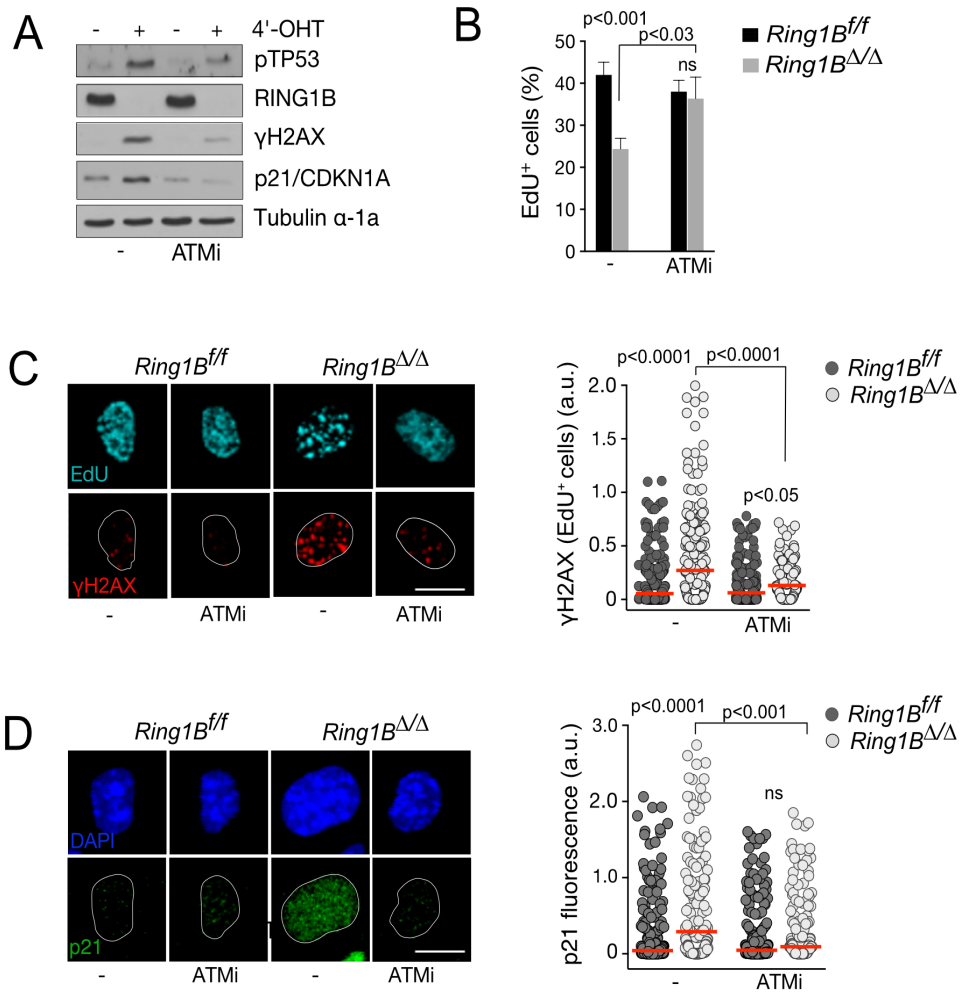 A
- + - + 4'-OHT
pTP53
RING1B
γH2AX
p21/CDKN1A
Tubulin α-1a
- ATMi
B
p<0.001
p<0.03
ns
Ring1B^f/f
Ring1B^Δ/Δ
EdU⁺ cells (%)
50
40
30
20
10
0
- ATMi
C
Ring1B^f/f Ring1B^Δ/Δ
EdU
γH2AX
- ATMi - ATMi
p<0.0001 p<0.0001
p<0.05
Ring1B^f/f
Ring1B^Δ/Δ
γH2AX (EdU⁺ cells) (a.u.)
2.0
1.5
1.0
0.5
0
- ATMi
D
Ring1B^f/f Ring1B^Δ/Δ
DAPI
p21
- ATMi - ATMi
p<0.0001
p<0.001
ns
Ring1B^f/f
Ring1B^Δ/Δ
p21 fluorescence (a.u.)
3.0
2.0
1.0
0
- ATMi